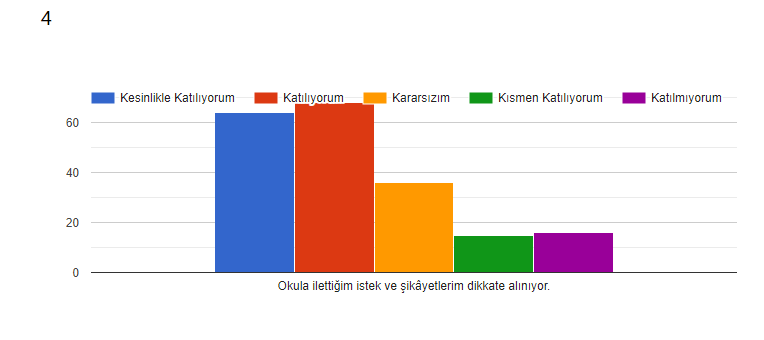 4
Kesinlikle Katılıyorum Katılıyorum Kararsızım Kısmen Katılıyorum Katılmıyorum
60
40
20
0
Okula ilettiğim istek ve şikâyetlerim dikkate alınıyor.